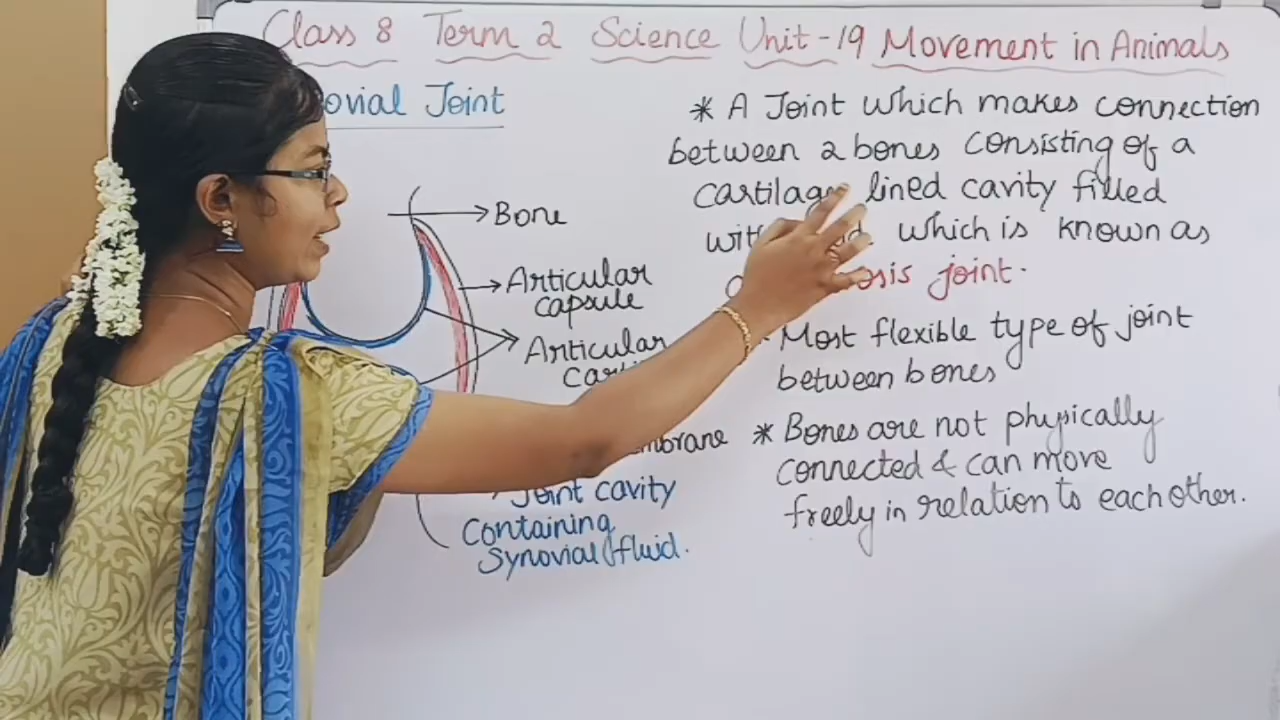 Class 8 Term 2 Science Unit-19 Movement in Animals
Joint
Bone
Articular
capsule
Articular
Joint cavity
Containing
Synovial fluid.
* A Joint which makes connection
between 2 bones consisting of a
lined cavity filled
which is known as
joint.
Most flexible type of joint
between bones
* Bones are not physically
connected & can move
freely in relation to each other.